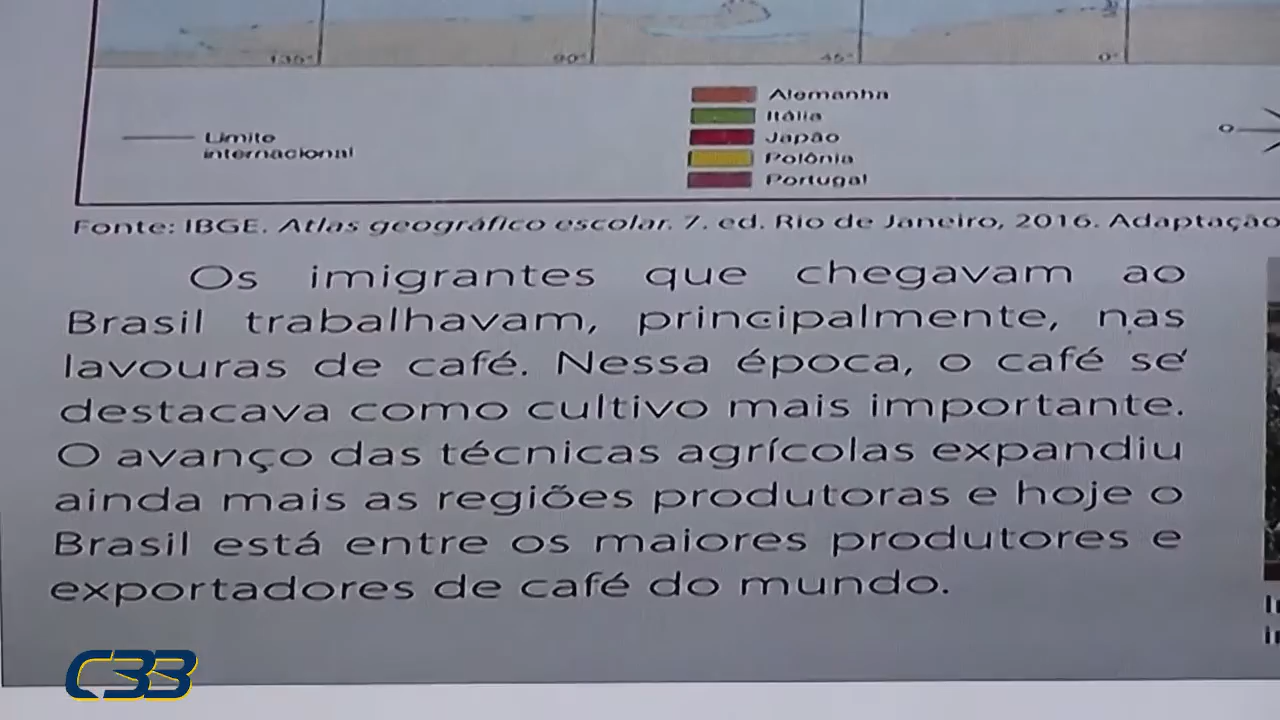 135° 90° 45° 0°
Alemanha
Itália
Japão
Polônia
Portugal
Limite
internacional
O
Fonte: IBGE. Atlas geográfico escolar. 7. ed. Rio de Janeiro, 2016. Adaptação
Os imigrantes que chegavam ao
Brasil trabalhavam, principalmente, nas
lavouras de café. Nessa época, o café se
destacava como cultivo mais importante.
O avanço das técnicas agrícolas expandiu
ainda mais as regiões produtoras e hoje o
Brasil está entre os maiores produtores e
exportadores de café do mundo.
C33